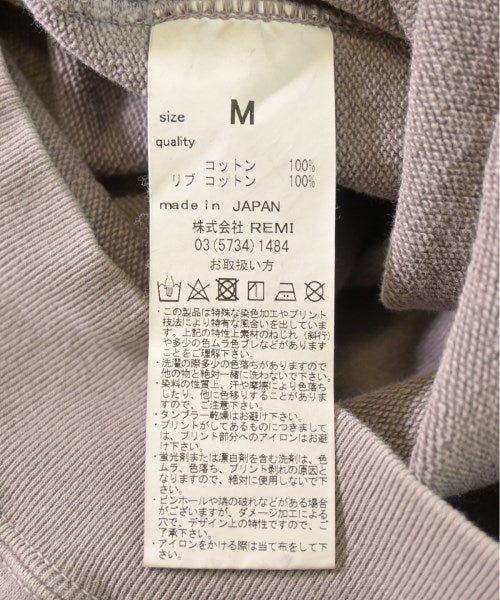 size M
quality
コットン 100%
リブ コットン 100%
made in JAPAN
株式会社 REMI
03(5734)1484
お取扱い方
・この製品は特殊な染色加工やプリント
技法により特有な風合いを出しています
。上記の特性上素材のねじれ(斜行)
や多少の色ムラ色ブレなどがあります
ことをご理解下さい。
・洗濯の際多少の色落ちがありますので
他の物と絶対一緒に洗わないで下さい。
・染料の性質上、汗や摩擦により色落ち
したり、他に色移りすることがありま
すので、ご注意下さい。
・タンブラー乾燥はお避け下さい。
・プリントがしてあるものにつきまして
は、プリント部分へのアイロンはお避
け下さい。
・蛍光剤または漂白剤を含む洗剤は、色
ムラ、色落ち、プリント剥れの原因と
なりますので、絶対に使用しないで下
さい。
・ピンホールや端の破れなどがある場合
がございますが、ダメージ加工による
穴で、デザイン上の特性ですので、ご
了承下さい。
・アイロンをかける際は当て布をして下
さい。